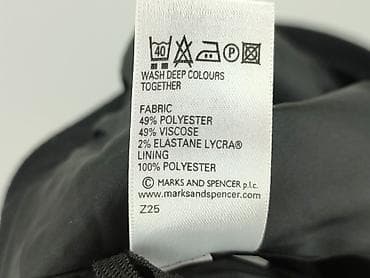 40 P
WASH DEEP COLOURS
TOGETHER
FABRIC
49% POLYESTER
49% VISCOSE
2% ELASTANE LYCRA®
LINING
100% POLYESTER
© MARKS AND SPENCER p.l.c.
www.marksandspencer.com
Z25